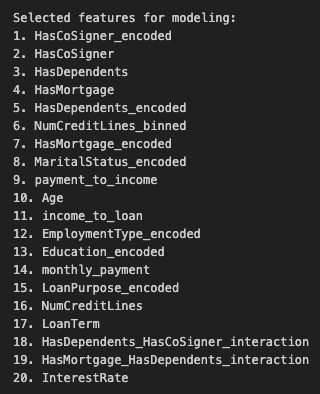 Selected features for modeling:
1. HasCoSigner_encoded
2. HasCoSigner
3. HasDependents
4. HasMortgage
5. HasDependents_encoded
6. NumCreditLines_binned
7. HasMortgage_encoded
8. MaritalStatus_encoded
9. payment_to_income
10. Age
11. income_to_loan
12. EmploymentType_encoded
13. Education_encoded
14. monthly_payment
15. LoanPurpose_encoded
16. NumCreditLines
17. LoanTerm
18. HasDependents_HasCoSigner_interaction
19. HasMortgage_HasDependents_interaction
20. InterestRate